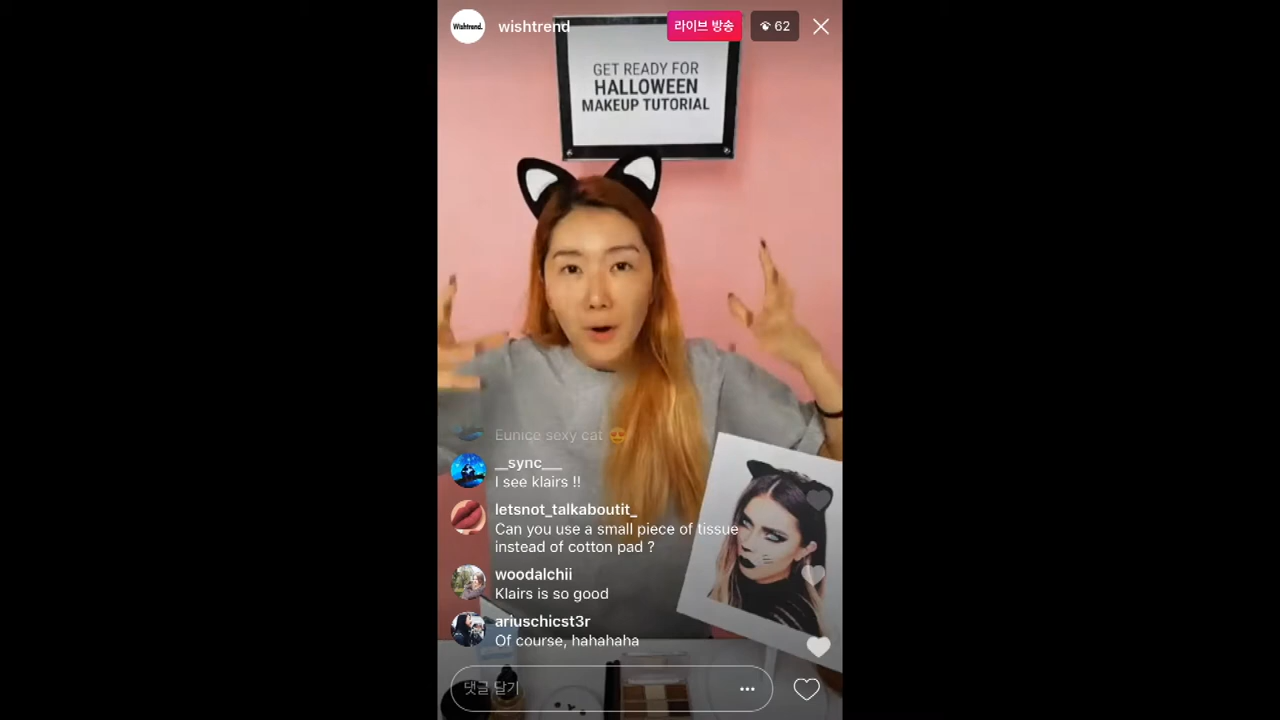 Wishtrend.
wishtrend
라이브 방송
62
GET READY FOR
HALLOWEEN
MAKEUP TUTORIAL
Eunice sexy cat 😍
__sync___
I see klairs !!
letsnot_talkaboutit_
Can you use a small piece of tissue
instead of cotton pad ?
woodalchii
Klairs is so good
ariuschicst3r
Of course, hahahaha
댓글 달기